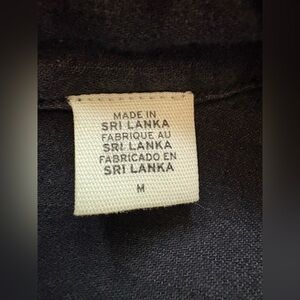 MADE IN
SRI LANKA
FABRIQUE AU
SRI LANKA
FABRICADO EN
SRI LANKA
M